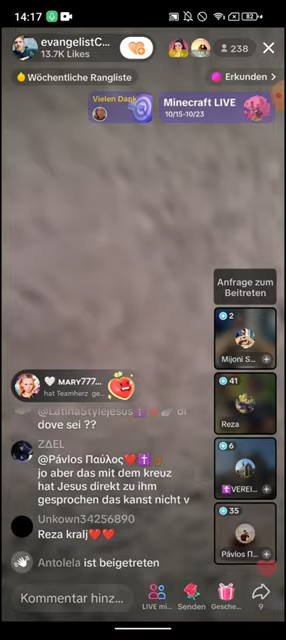 14:17
82
evangelistC...
13.7K Likes
238
Wöchentliche Rangliste
Erkunden >
Vielen Dank
Minecraft LIVE
10/15-10/23
Anfrage zum
Beitreten
2
Mijoni S...
41
Reza
6
VEREI...
35
Pávlos Π...
MARY777...
hat Teamherz ge...
@LatinaStylejesus di
dove sei ??
ZΔEL
@Pávlos Παύλος❤️✝️
jo aber das mit dem kreuz
hat Jesus direkt zu ihm
gesprochen das kanst nicht v
Unkown34256890
Reza kralj❤️❤️
Antolela ist beigetreten
Kommentar hinz...
LIVE mi...
Senden
Gesche...
9